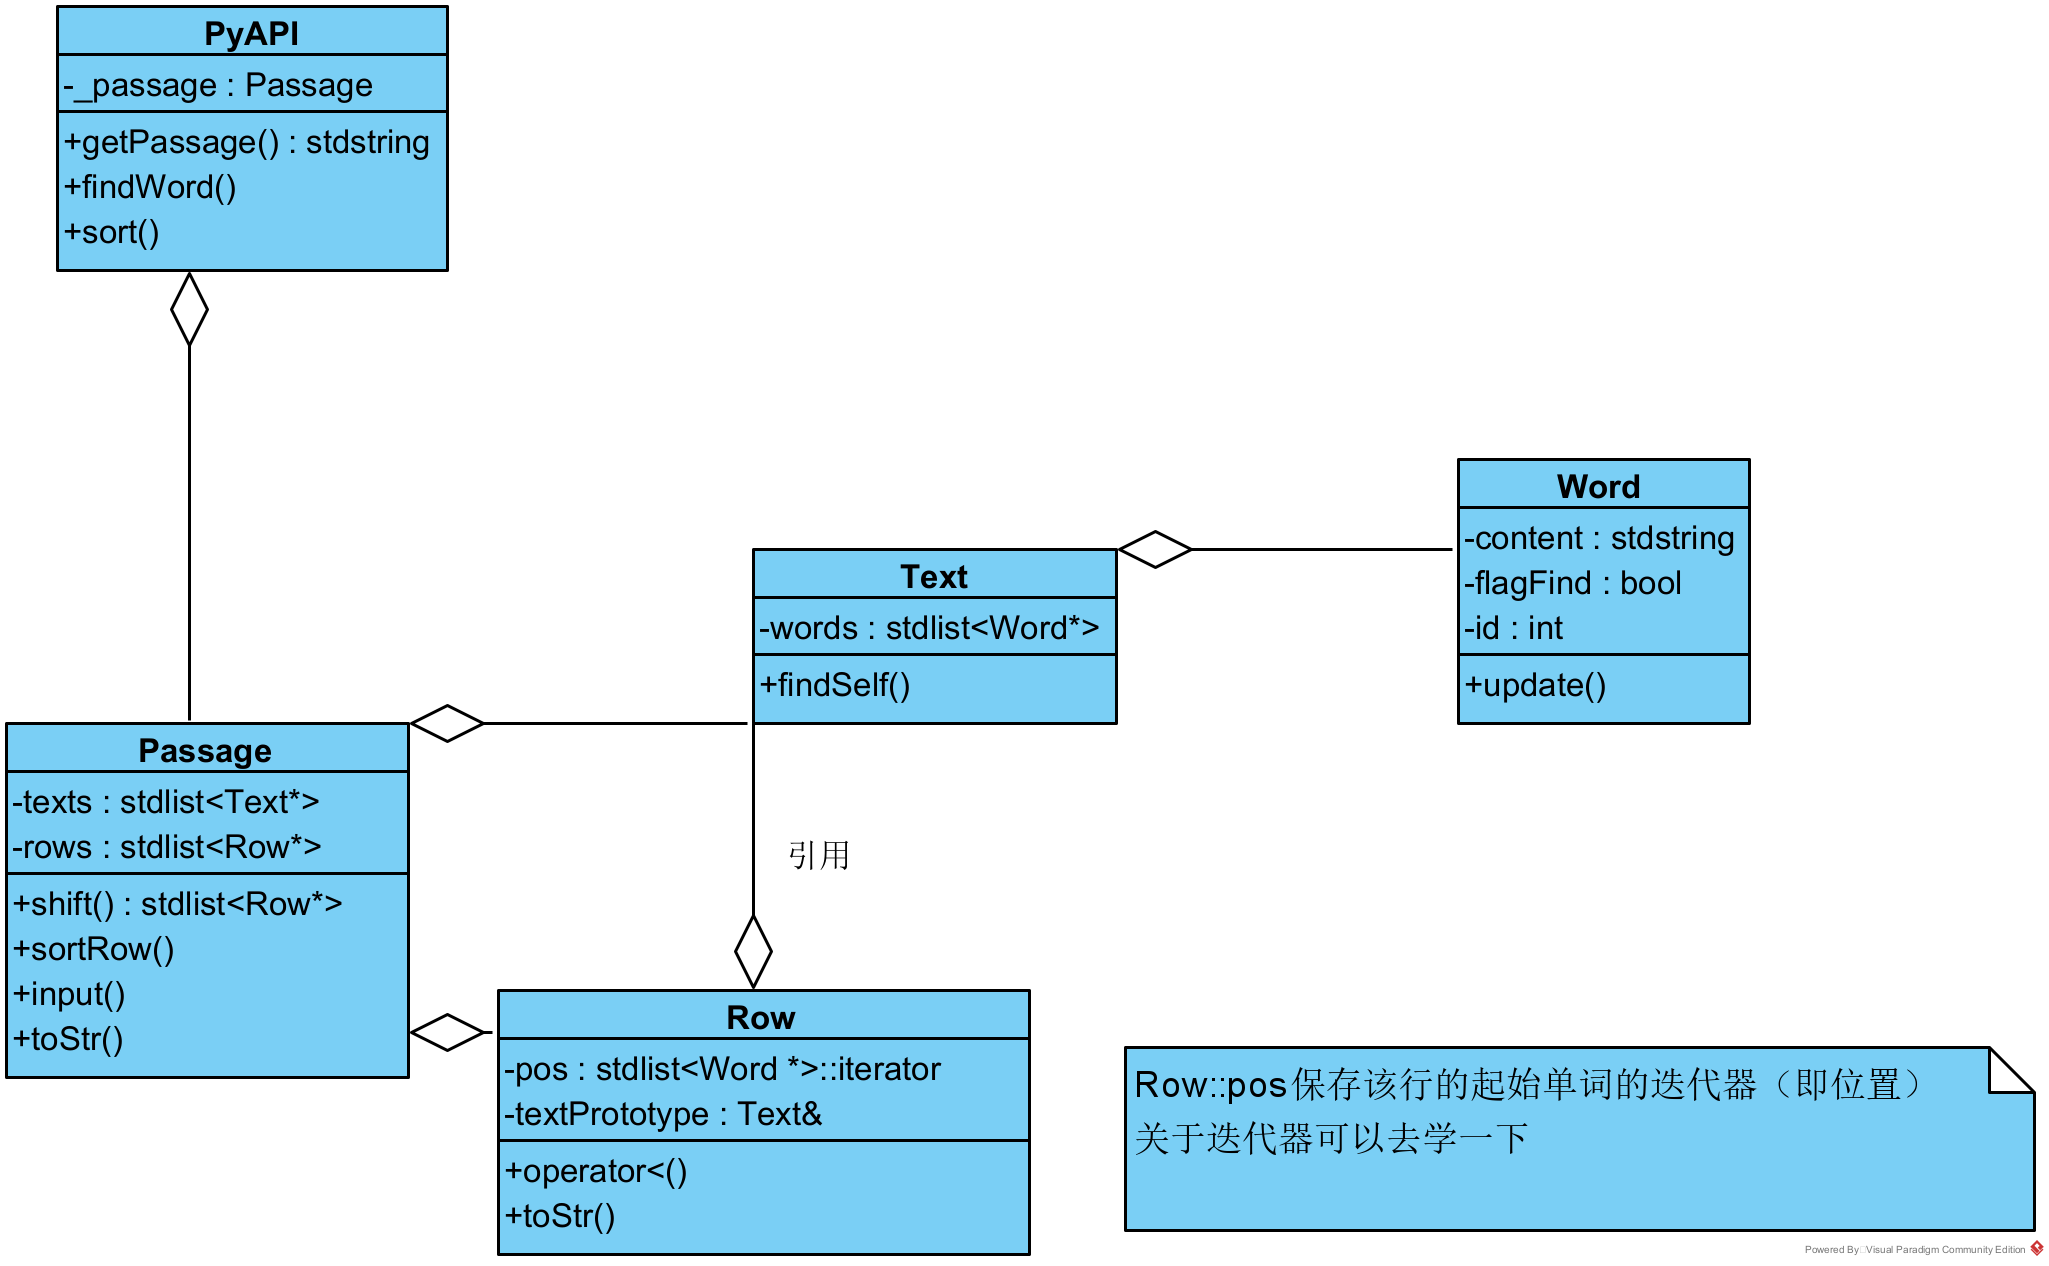 PyAPI
-_passage : Passage
+getPassage() : stdstring
+findWord()
+sort()
Word
-content : stdstring
-flagFind : bool
-id : int
+update()
Text
-words : stdlist<Word*>
+findSelf()
Passage
-texts : stdlist<Text*>
-rows : stdlist<Row*>
+shift() : stdlist<Row*>
+sortRow()
+input()
+toStr()
引用
Row
-pos : stdlist<Word *>::iterator
-textPrototype : Text&
+operator<()
+toStr()
Row::pos保存该行的起始单词的迭代器（即位置）
关于迭代器可以去学一下
Powered By□Visual Paradigm Community Edition